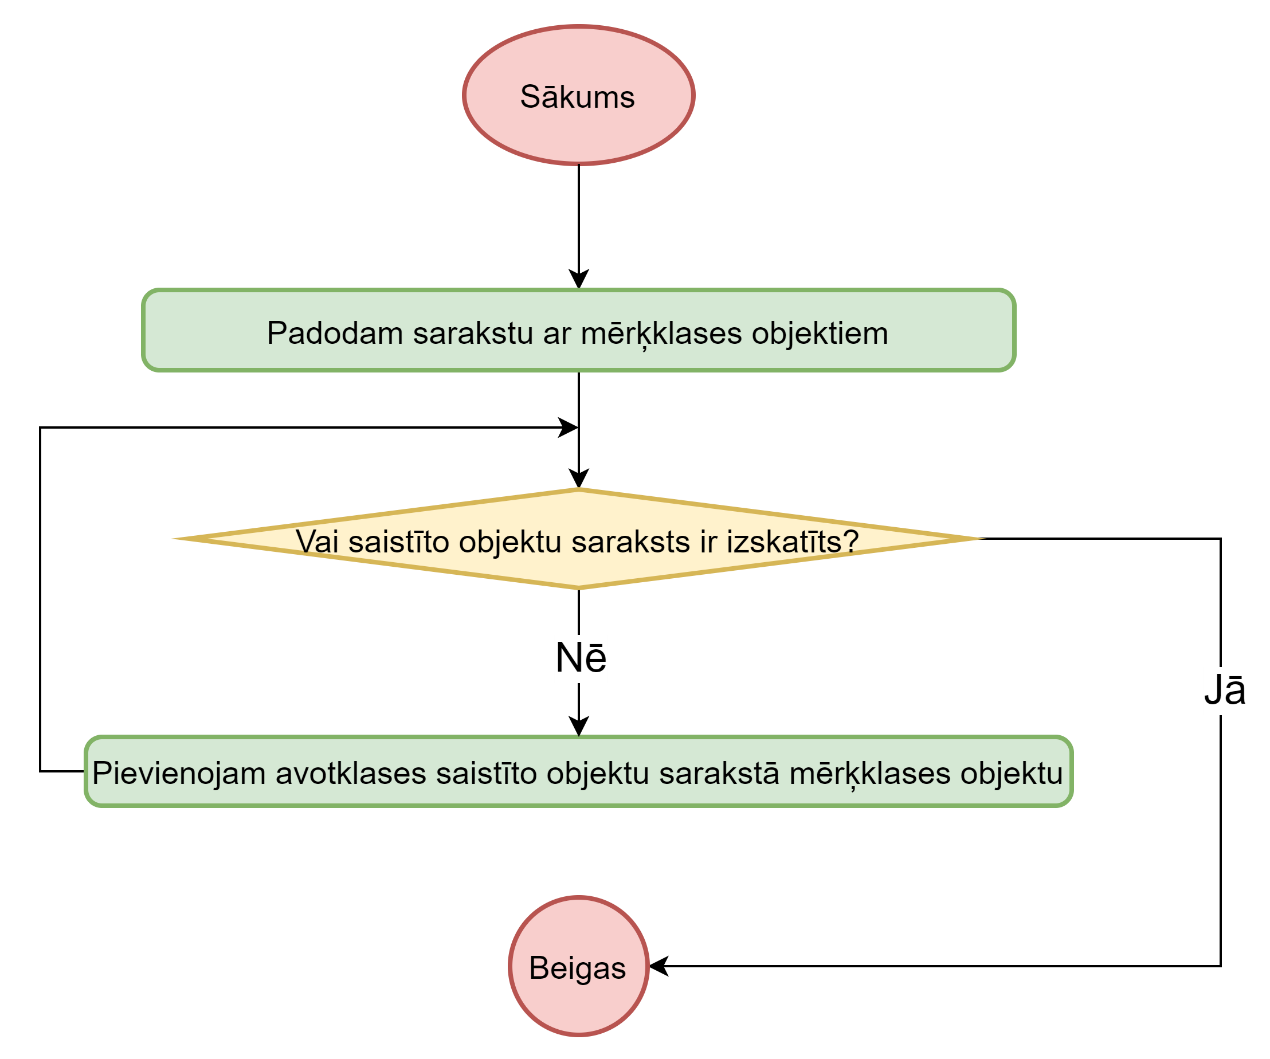 Sākums
Padodam sarakstu ar mērķklases objektiem
Vai saistīto objektu saraksts ir izskatīts?
Nē
Jā
Pievienojam avotklases saistīto objektu sarakstā mērķklases objektu
Beigas